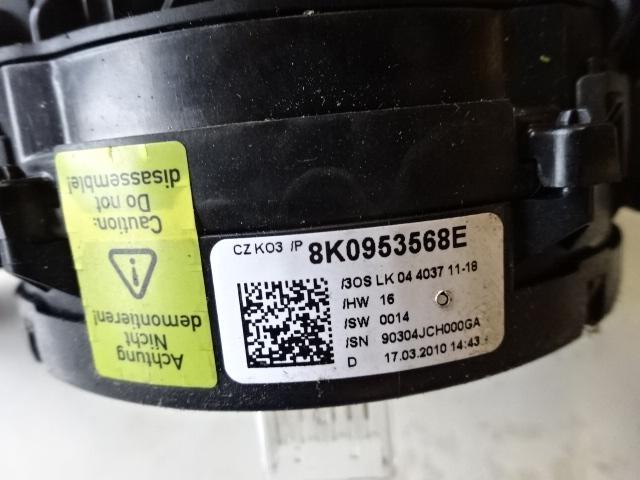 Achtung
Nicht
demontieren!
Caution:
Do not
disassemble!
CZ KO3 /P 8K0953568E
/3OS LK 04 4037 11-18
/HW 16
/SW 0014
/SN 90304JCH000GA
D 17.03.2010 14:43